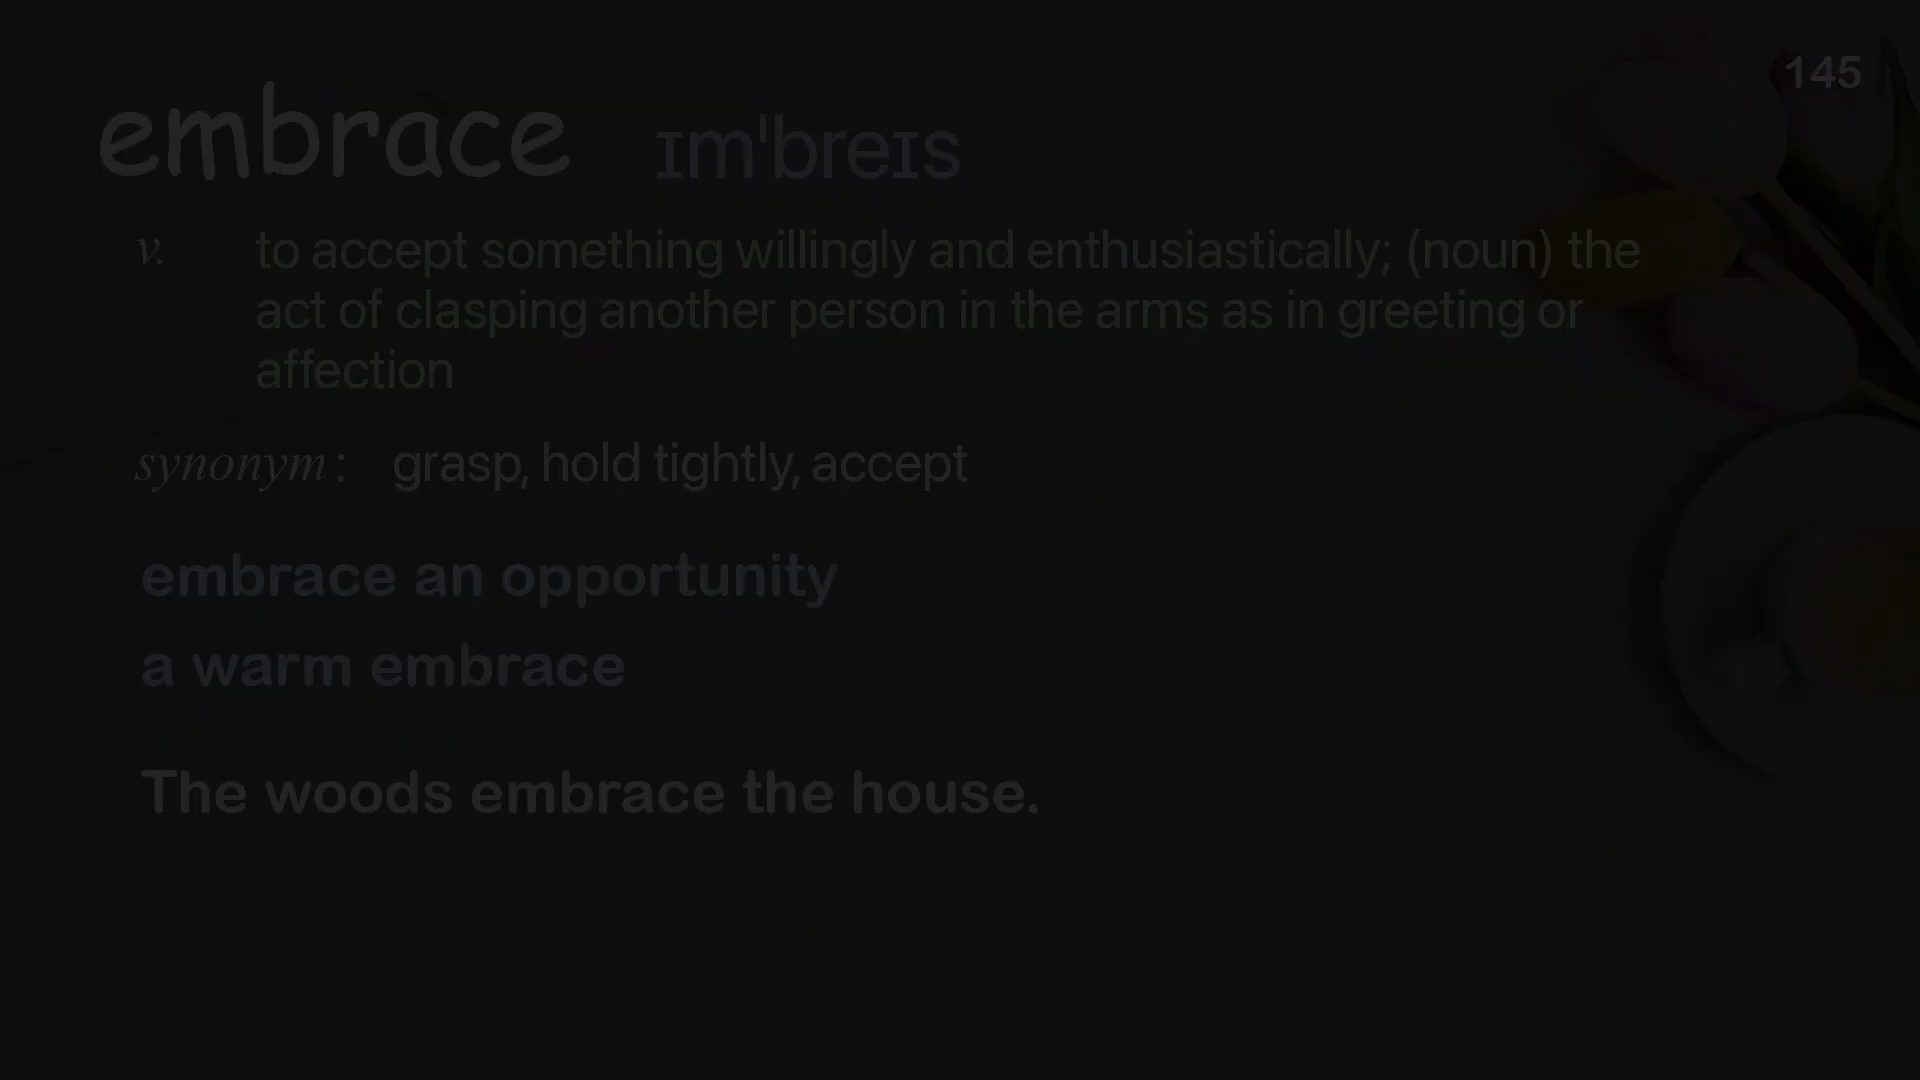 145
embrace ɪm'breɪs
v. to accept something willingly and enthusiastically; (noun) the
act of clasping another person in the arms as in greeting or
affection
synonym : grasp, hold tightly, accept
embrace an opportunity
a warm embrace
The woods embrace the house.